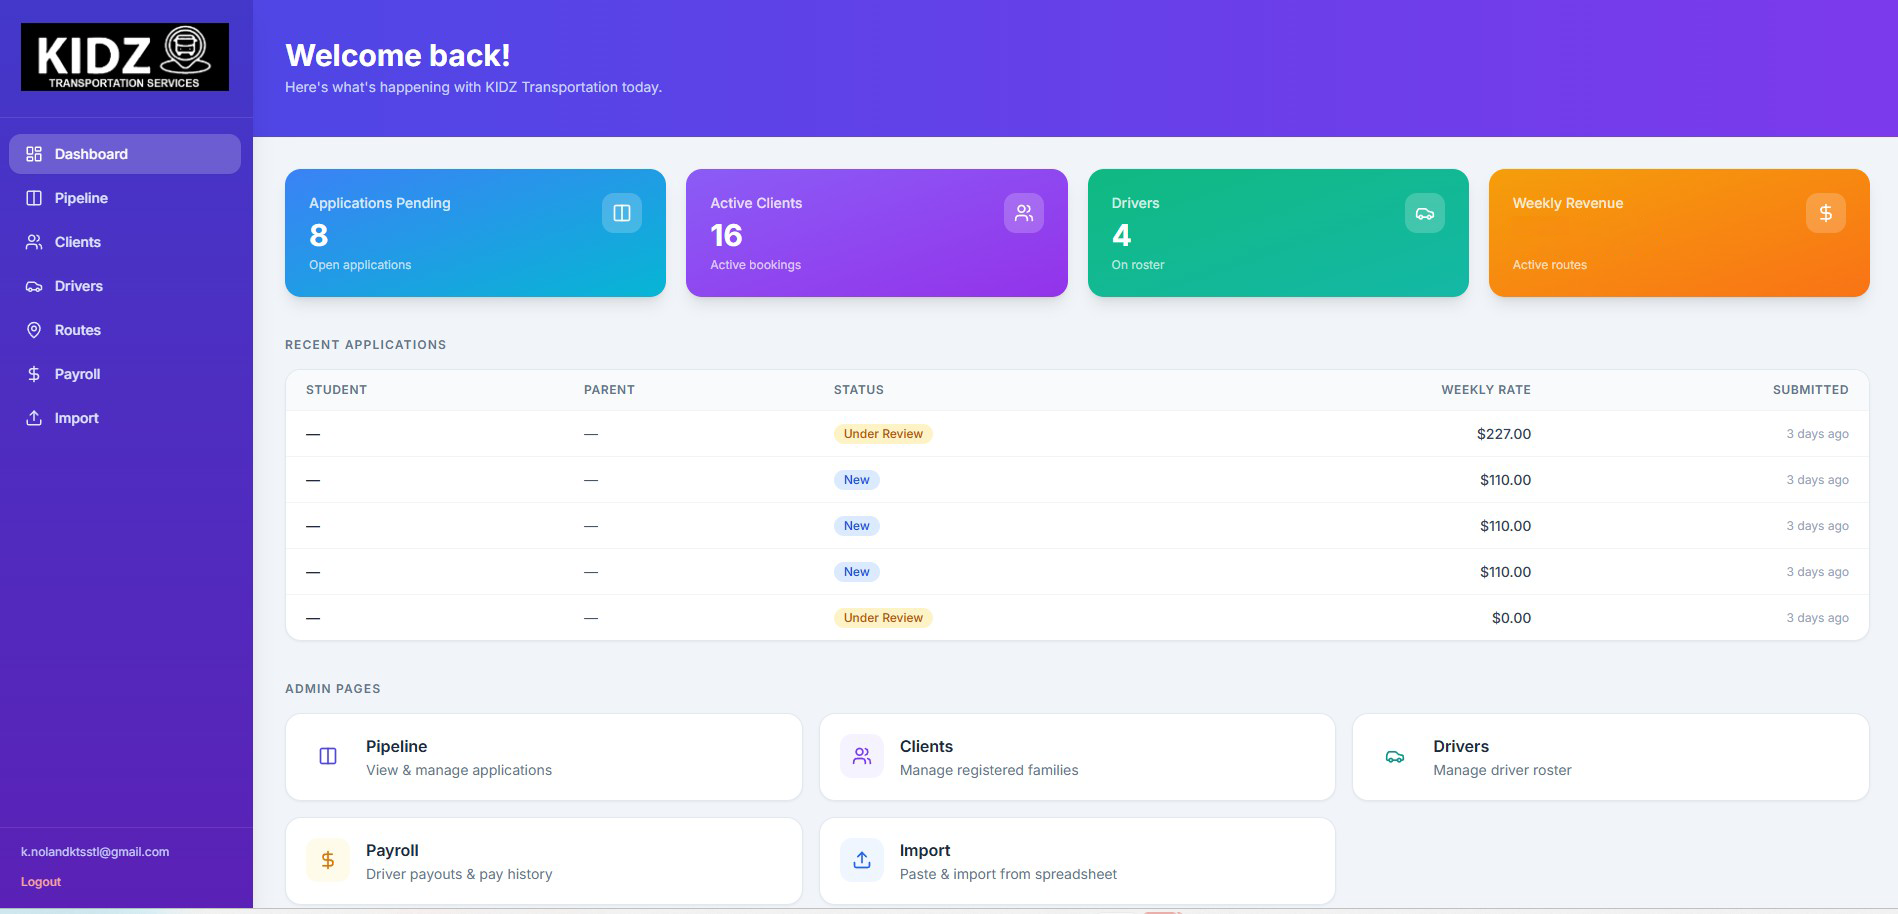 KIDZ
TRANSPORTATION SERVICES
Dashboard
Pipeline
Clients
Drivers
Routes
Payroll
Import
k.nolandktsstl@gmail.com
Logout
Welcome back!
Here's what's happening with KIDZ Transportation today.
Applications Pending
8
Open applications
Active Clients
16
Active bookings
Drivers
4
On roster
Weekly Revenue
Active routes
RECENT APPLICATIONS
STUDENT PARENT STATUS WEEKLY RATE SUBMITTED
— — Under Review $227.00 3 days ago
— — New $110.00 3 days ago
— — New $110.00 3 days ago
— — New $110.00 3 days ago
— — Under Review $0.00 3 days ago
ADMIN PAGES
Pipeline
View & manage applications
Clients
Manage registered families
Drivers
Manage driver roster
Payroll
Driver payouts & pay history
Import
Paste & import from spreadsheet